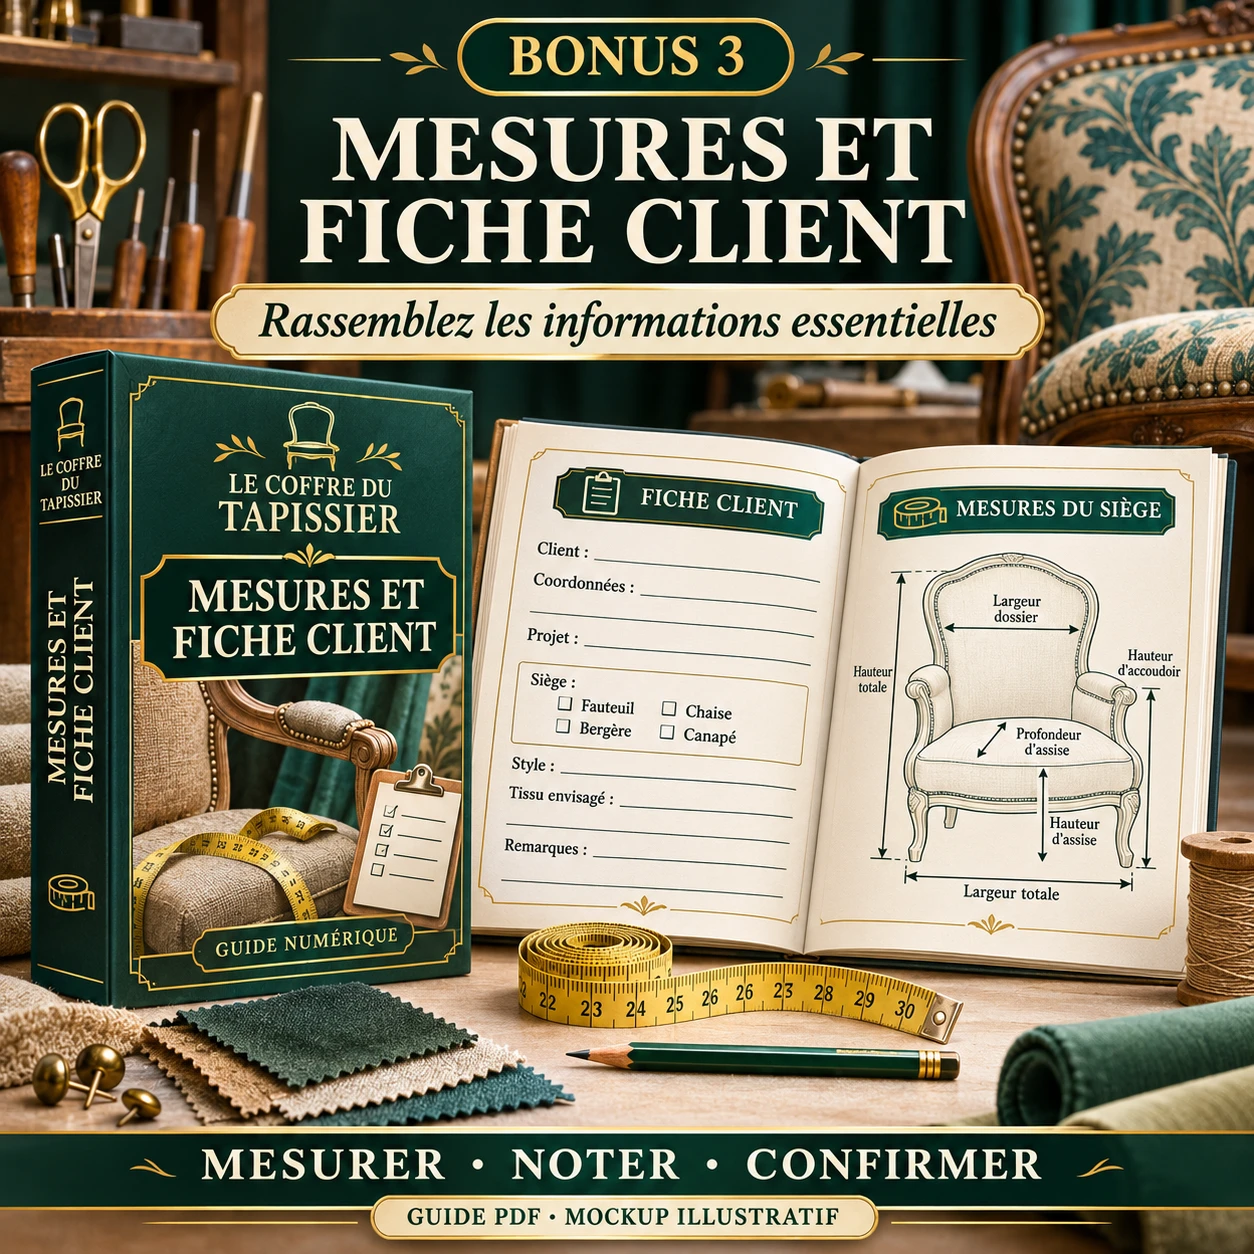 BONUS 3
MESURES ET
FICHE CLIENT
Rassemblez les informations essentielles
LE COFFRE
DU
TAPISSIER
MESURES ET
FICHE CLIENT
LE COFFRE DU
TAPISSIER
MESURES ET
FICHE CLIENT
GUIDE NUMÉRIQUE
FICHE CLIENT
Client :
Coordonnées :
Projet :
Siège :
Fauteuil
Chaise
Bergère
Canapé
Style :
Tissu envisagé :
Remarques :
MESURES DU SIÈGE
Largeur
dossier
Hauteur
totale
Hauteur
d'accoudoir
Profondeur
d'assise
Hauteur
d'assise
Largeur totale
22 23 24 25 26 26 23 28 29 30
MESURER • NOTER • CONFIRMER
GUIDE PDF • MOCKUP ILLUSTRATIF